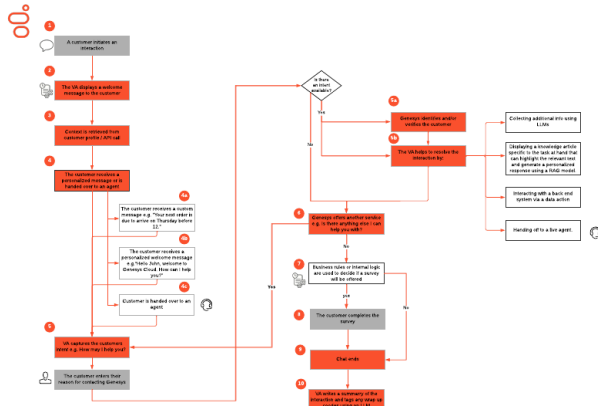 1
A customer initiates an
interaction
2
The VA displays a welcome
message to the customer
3
Context is retrieved from
customer profile / API call
4
The customer receives a
personalized message or is
handed over to an agent
4a
The customer receives a custom
message e.g. "Your next order is
due to arrive on Thursday before
12."
4b
The customer receives a
personalized welcome message
e.g "Hello John, welcome to
Genesys Cloud. How can I help
you?"
4c
Customer is handed over to an
agent
5
VA captures the customers
intent e.g. How may I help you?
The customer enters their
reason for contacting Genesys
Is there
an intent
available?
Yes
No
5a
Genesys identifies and/or
verifies the customer
5b
The VA helps to resolve the
interaction by:
Collecting additional info using
LLMs
Displaying a knowledge article
specific to the task at hand that
can highlight the relevant text
and generate a personalized
response using a RAG model
Interacting with a back end
system via a data action
Handing off to a live agent.
6
Genesys offers another service
e.g. is there anything else I can
help you with?
Yes
No
7
Business rules or internal logic
are used to decide if a survey
will be offered
yes
No
8
The customer completes the
survey
9
Chat ends
10
VA writes a summary of the
interaction and tags any wrap up